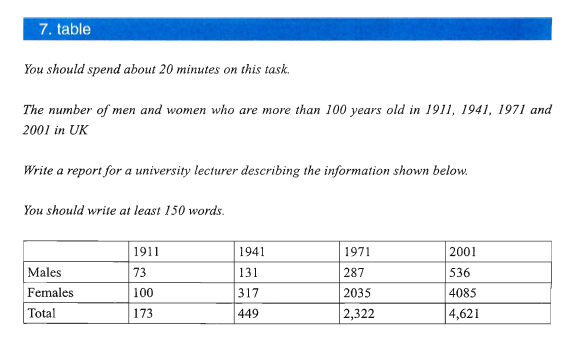 7. table
You should spend about 20 minutes on this task.
The number of men and women who are more than 100 years old in 1911, 1941, 1971 and
2001 in UK
Write a report for a university lecturer describing the information shown below.
You should write at least 150 words.
1911 1941 1971 2001
Males 73 131 287 536
Females 100 317 2035 4085
Total 173 449 2,322 4,621